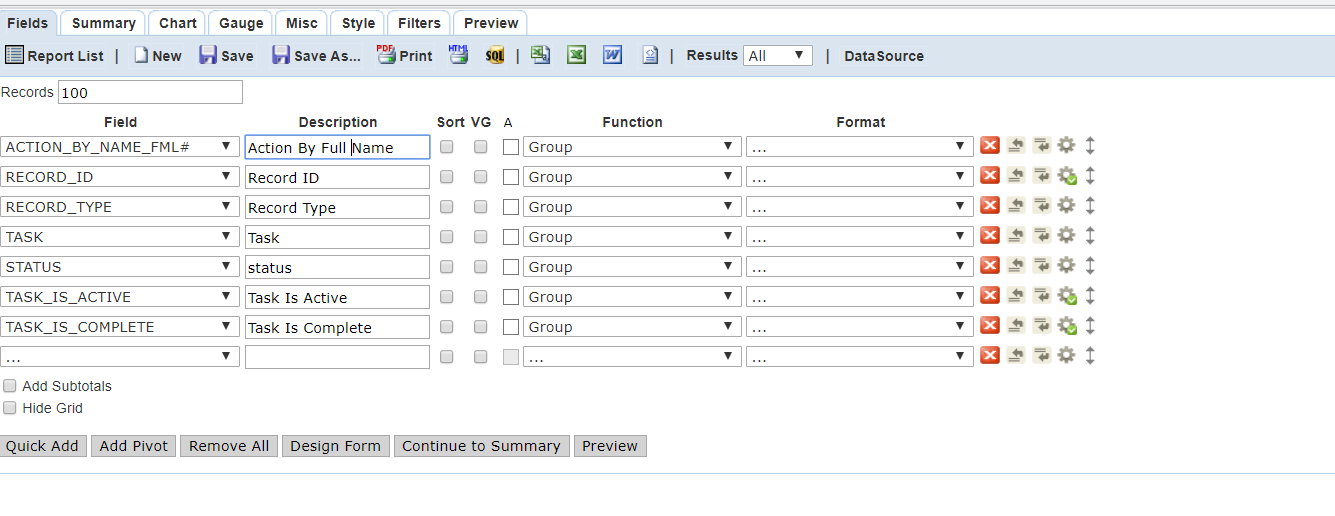 Fields Summary Chart Gauge Misc Style Filters Preview
Report List | New Save Save As... PDF Print HTML SQL | | Results All | DataSource
Records 100
Field Description Sort VG A Function Format
ACTION_BY_NAME_FML# Action By Full Name Group ...
RECORD_ID Record ID Group ...
RECORD_TYPE Record Type Group ...
TASK Task Group ...
STATUS status Group ...
TASK_IS_ACTIVE Task Is Active Group ...
TASK_IS_COMPLETE Task Is Complete Group ...
... ... ...
Add Subtotals
Hide Grid
Quick Add Add Pivot Remove All Design Form Continue to Summary Preview